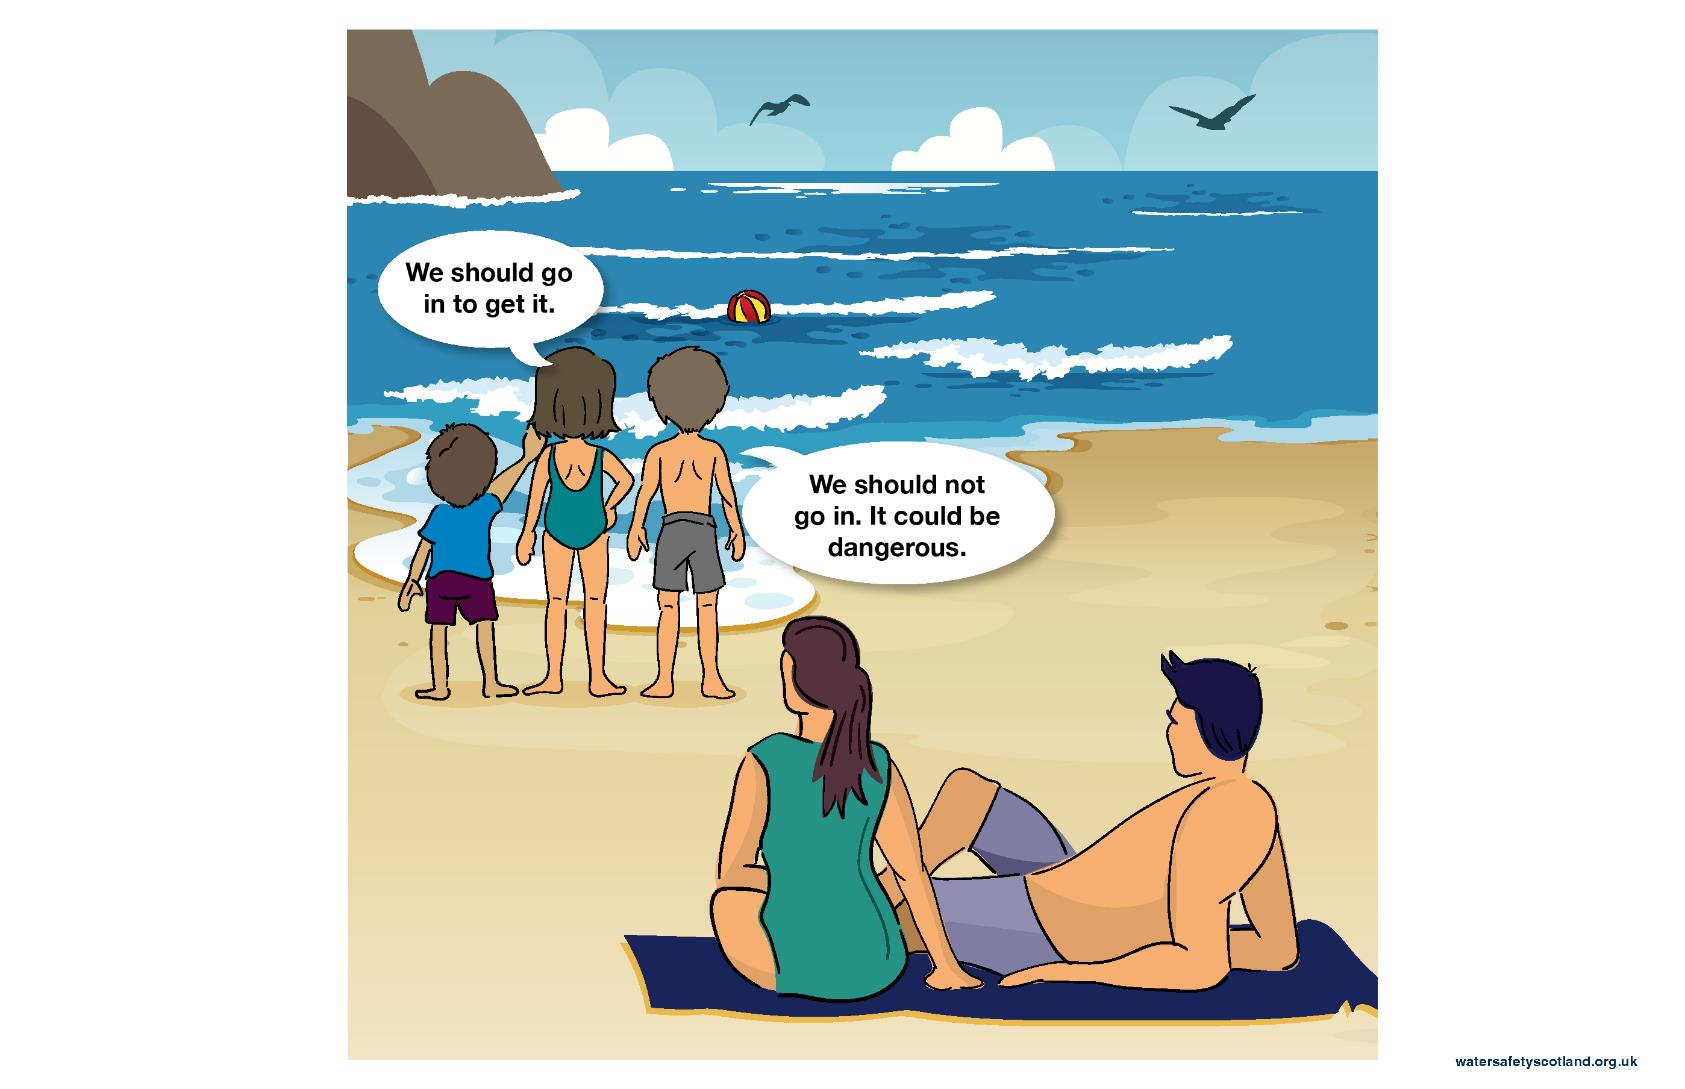 We should go
in to get it.
We should not
go in. It could be
dangerous.
watersafetyscotland.org.uk